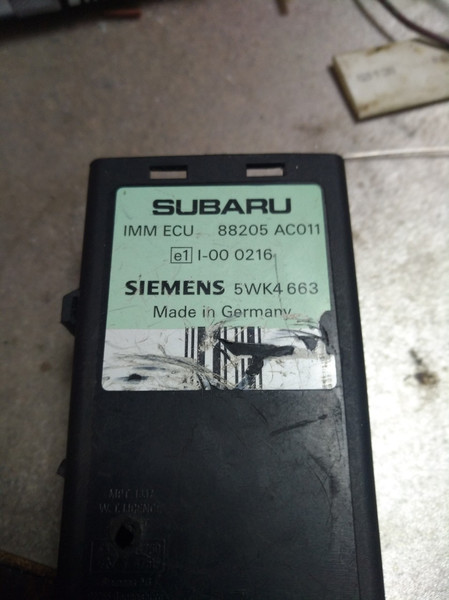 SUBARU
IMM ECU 88205 AC011
e1 I-00 0216
SIEMENS 5WK4 663
Made in Germany